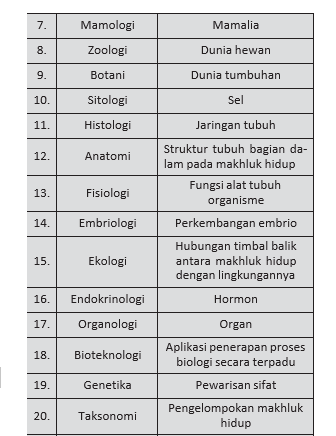 7. Mamologi Mamalia
8. Zoologi Dunia hewan
9. Botani Dunia tumbuhan
10. Sitologi Sel
11. Histologi Jaringan tubuh
12. Anatomi Struktur tubuh bagian da-
lam pada makhluk hidup
13. Fisiologi Fungsi alat tubuh
organisme
14. Embriologi Perkembangan embrio
15. Ekologi Hubungan timbal balik
antara makhluk hidup
dengan lingkungannya
16. Endokrinologi Hormon
17. Organologi Organ
18. Bioteknologi Aplikasi penerapan proses
biologi secara terpadu
19. Genetika Pewarisan sifat
20. Taksonomi Pengelompokan makhluk
hidup